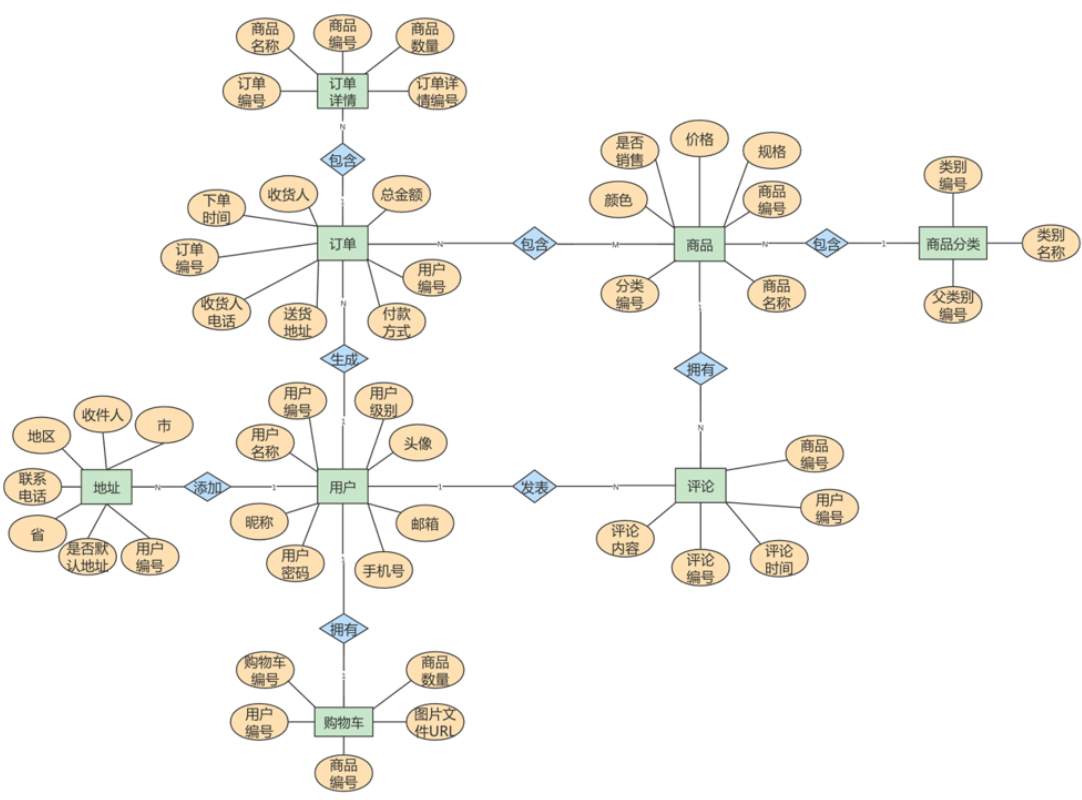 商品
名称
商品
编号
商品
数量
订单
编号
订单
详情
订单详
情编号
N
包含
1
下单
时间
收货人
总金额
订单
编号
订单
用户
编号
收货人
电话
送货
地址
付款
方式
N
包含
M
是否
销售
价格
规格
颜色
商品
编号
商品
分类
编号
商品
名称
N
包含
1
类别
编号
商品分类
类别
名称
父类别
编号
N
生成
1
1
拥有
N
用户
编号
用户
级别
用户
名称
头像
用户
昵称
邮箱
用户
密码
手机号
地区
收件人
市
联系
电话
地址
省
是否默
认地址
用户
编号
N
添加
1
1
发表
N
商品
编号
评论
用户
编号
评论
内容
评论
编号
评论
时间
1
拥有
1
购物车
编号
商品
数量
用户
编号
购物车
图片文
件URL
商品
编号